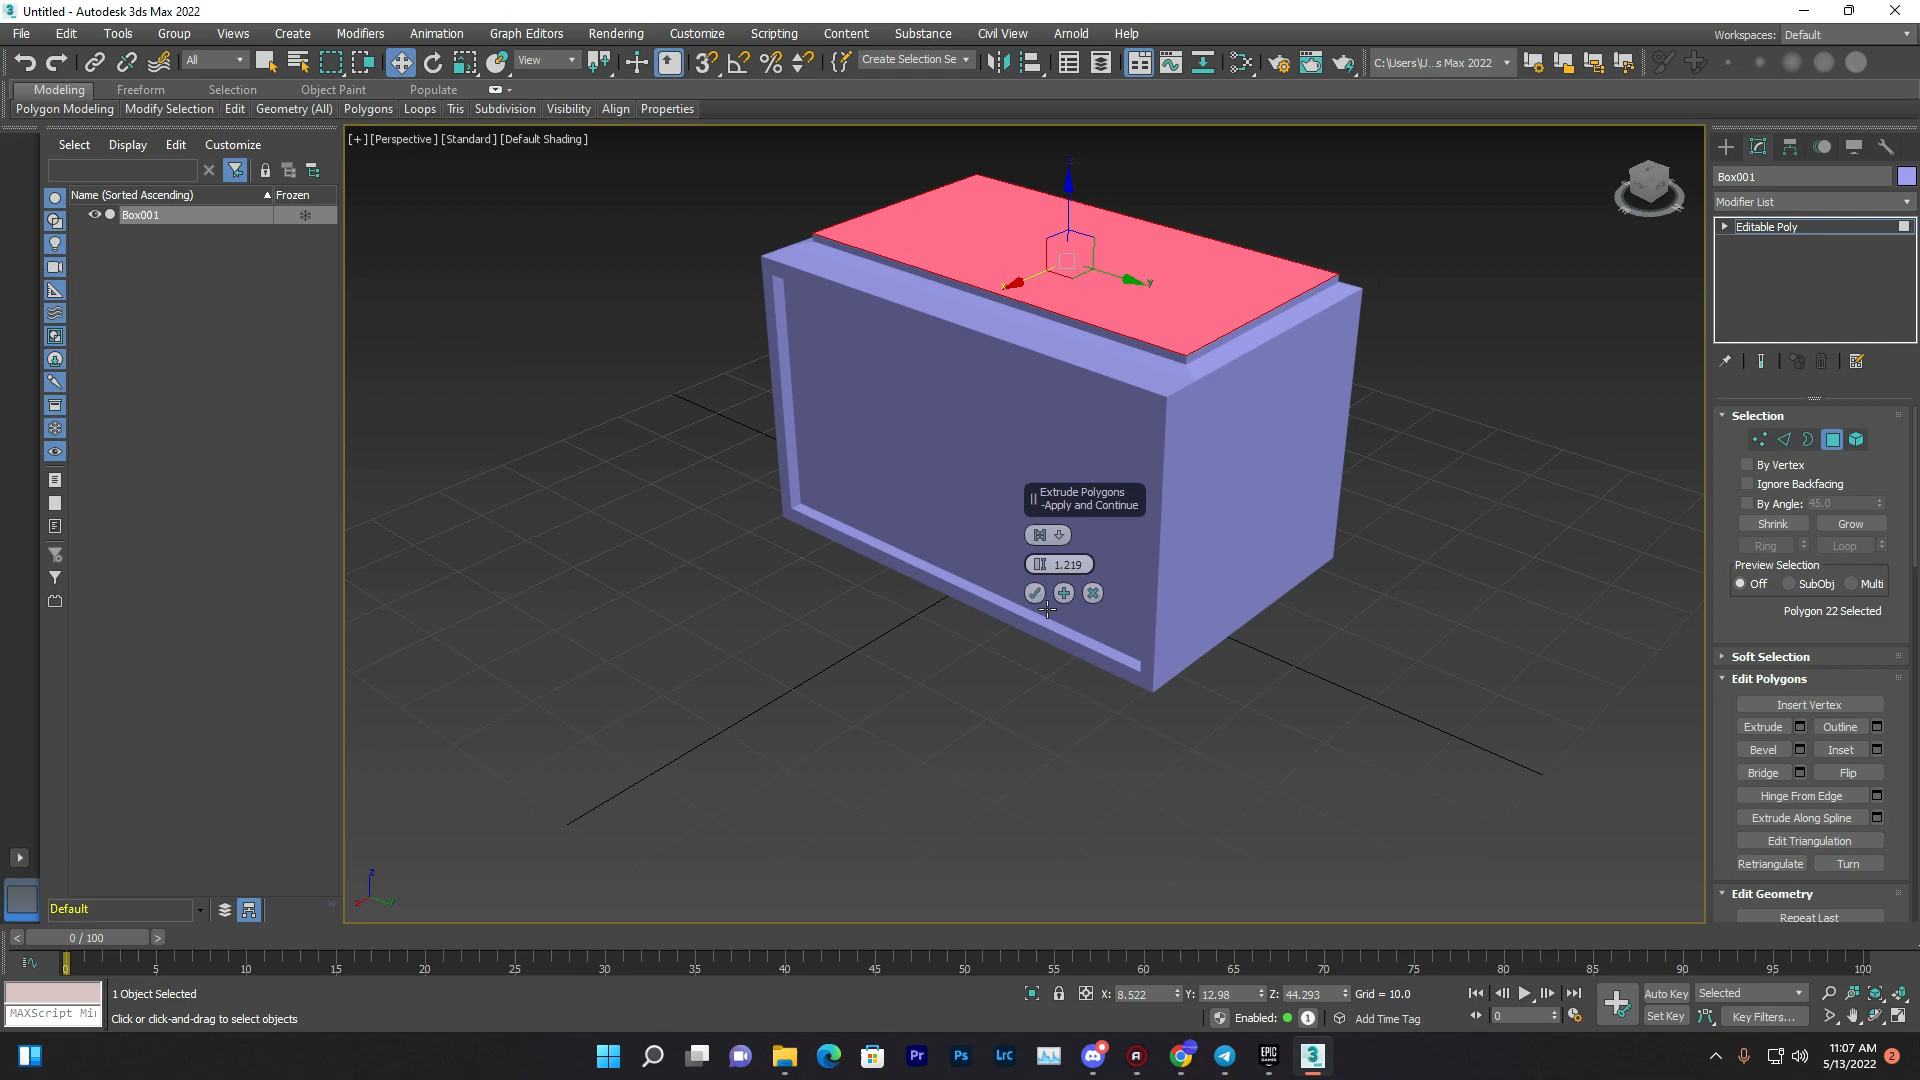 Untitled - Autodesk 3ds Max 2022
File Edit Tools Group Views Create Modifiers Animation Graph Editors Rendering Customize Scripting Content Substance Civil View Arnold Help
Workspaces: Default
All View Create Selection Se C:\Users\U...s Max 2022
Modeling Freeform Selection Object Paint Populate
Polygon Modeling Modify Selection Edit Geometry (All) Polygons Loops Tris Subdivision Visibility Align Properties
Select Display Edit Customize
[+] [Perspective ] [Standard ] [Default Shading ]
Name (Sorted Ascending) Frozen
Box001
Box001
Modifier List
Editable Poly
z
x
y
Extrude Polygons
-Apply and Continue
1.219
Selection
By Vertex
Ignore Backfacing
By Angle: 45.0
Shrink Grow
Ring Loop
Preview Selection
Off SubObj Multi
Polygon 22 Selected
Soft Selection
Edit Polygons
Insert Vertex
Extrude Outline
Bevel Inset
Bridge Flip
Hinge From Edge
Extrude Along Spline
Edit Triangulation
Retriangulate Turn
Edit Geometry
Repeat Last
z
x
y
Default
0 / 100
0 5 10 15 20 25 30 35 40 45 50 55 60 65 70 75 80 85 90 95 100
MAXScript Mi
1 Object Selected
Click or click-and-drag to select objects
X: 8.522 Y: 12.98 Z: 44.293 Grid = 10.0
Enabled: 1 Add Time Tag
0
Auto Key Selected
Set Key Key Filters...
Pr Ps Lrc EPIC GAMES 3 MAX
11:07 AM
5/13/2022
2